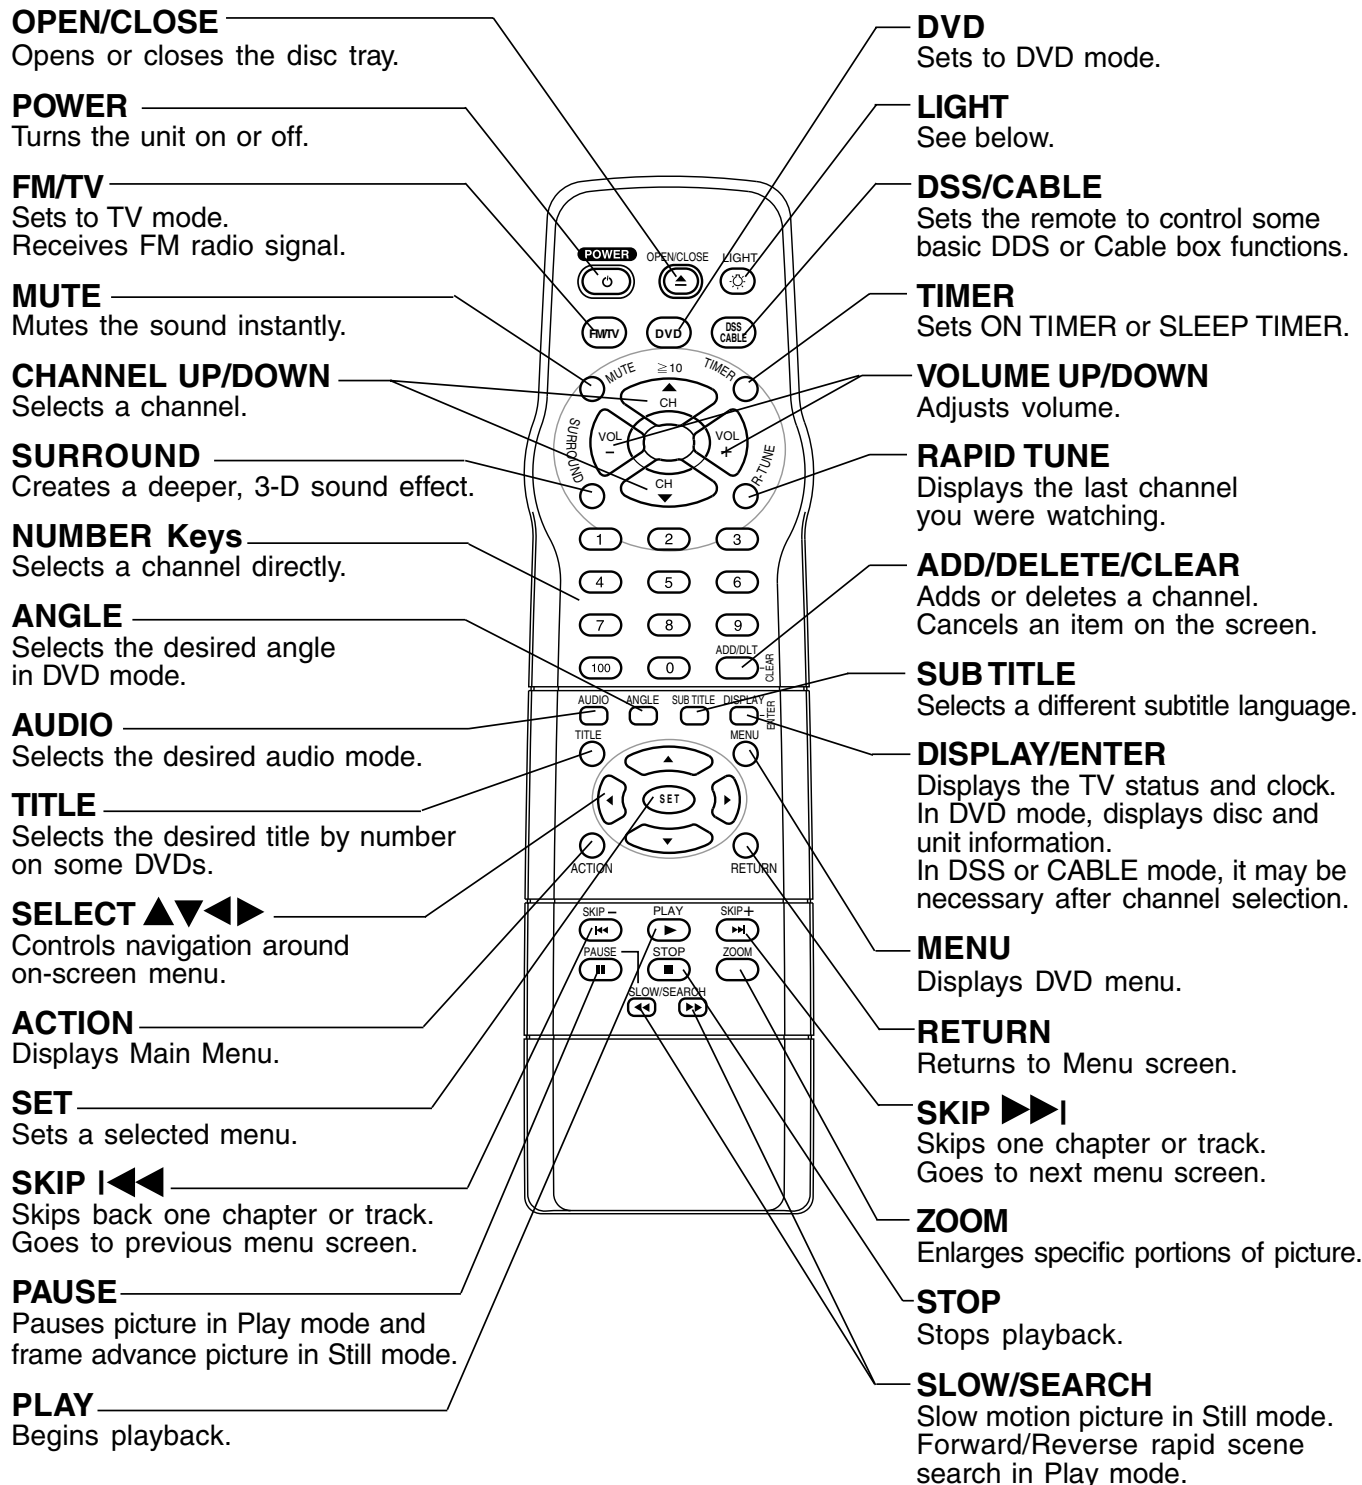 OPEN/CLOSE
Opens or closes the disc tray.
POWER
Turns the unit on or off.
FM/TV
Sets to TV mode.
Receives FM radio signal.
MUTE
Mutes the sound instantly.
CHANNEL UP/DOWN
Selects a channel.
SURROUND
Creates a deeper, 3-D sound effect.
NUMBER Keys
Selects a channel directly.
ANGLE
Selects the desired angle
in DVD mode.
AUDIO
Selects the desired audio mode.
TITLE
Selects the desired title by number
on some DVDs.
SELECT ▲▼◀▶
Controls navigation around
on-screen menu.
ACTION
Displays Main Menu.
SET
Sets a selected menu.
SKIP |◀◀
Skips back one chapter or track.
Goes to previous menu screen.
PAUSE
Pauses picture in Play mode and
frame advance picture in Still mode.
PLAY
Begins playback.
POWER
OPEN/CLOSE
LIGHT
FM/TV
DVD
DSS
CABLE
MUTE
≧10
TIMER
CH
SURROUND
VOL
−
VOL
+
R-TUNE
CH
1
2
3
4
5
6
7
8
9
100
0
ADD/DLT
CLEAR
AUDIO
ANGLE
SUB TITLE
DISPLAY
ENTER
TITLE
MENU
SET
ACTION
RETURN
SKIP −
PLAY
SKIP +
PAUSE
STOP
ZOOM
SLOW/SEARCH
DVD
Sets to DVD mode.
LIGHT
See below.
DSS/CABLE
Sets the remote to control some
basic DDS or Cable box functions.
TIMER
Sets ON TIMER or SLEEP TIMER.
VOLUME UP/DOWN
Adjusts volume.
RAPID TUNE
Displays the last channel
you were watching.
ADD/DELETE/CLEAR
Adds or deletes a channel.
Cancels an item on the screen.
SUB TITLE
Selects a different subtitle language.
DISPLAY/ENTER
Displays the TV status and clock.
In DVD mode, displays disc and
unit information.
In DSS or CABLE mode, it may be
necessary after channel selection.
MENU
Displays DVD menu.
RETURN
Returns to Menu screen.
SKIP ▶▶|
Skips one chapter or track.
Goes to next menu screen.
ZOOM
Enlarges specific portions of picture.
STOP
Stops playback.
SLOW/SEARCH
Slow motion picture in Still mode.
Forward/Reverse rapid scene
search in Play mode.